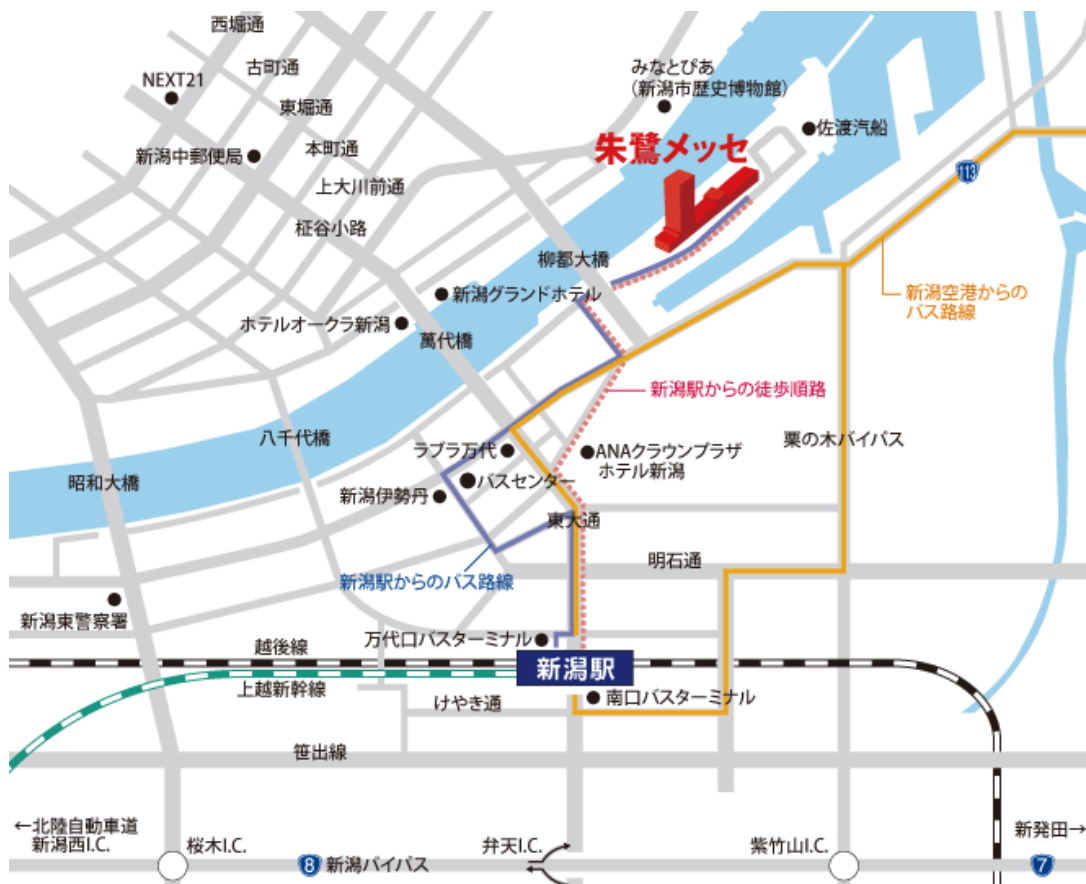 西堀通
NEXT21
古町通
東堀通
新潟中郵便局
本町通
上大川前通
柾谷小路
みなとぴあ
(新潟市歴史博物館)
佐渡汽船
朱鷺メッセ
113
柳都大橋
新潟グランドホテル
ホテルオークラ新潟
萬代橋
新潟空港からの
バス路線
新潟駅からの徒歩順路
八千代橋
昭和大橋
ラブラ万代
バスセンター
新潟伊勢丹
ANAクラウンプラザ
ホテル新潟
栗の木バイパス
東大通
明石通
新潟駅からのバス路線
新潟東警察署
万代口バスターミナル
越後線
新潟駅
上越新幹線
南口バスターミナル
けやき通
笹出線
←北陸自動車道
新潟西I.C.
桜木I.C.
8 新潟バイパス
弁天I.C.
紫竹山I.C.
新発田→
7